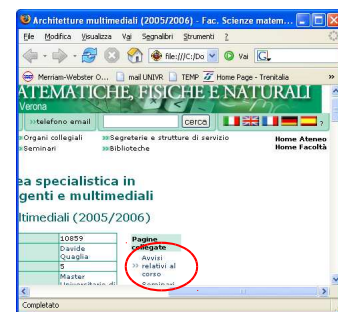 Architetture multimediali (2005/2006) - Fac. Scienze matem...
File Modifica Visualizza Vai Segnalibri Strumenti ?
file:///C:/Do Vai
Merriam-Webster O... mail UNIVR TEMP Home Page - Trenitalia »
ATEMATICHE, FISICHE E NATURALI
Verona
»telefono email cerca ?
»Organi collegiali »Segreterie e strutture di servizio Home Ateneo
»Seminari »Biblioteche Home Facoltà
ea specialistica in
genti e multimediali
ltimediali (2005/2006)
10859
Davide
Quaglia
5
Master
Universitario di
Pagine
collegate
Avvisi
» relativi al
corso
Seminari
Completato